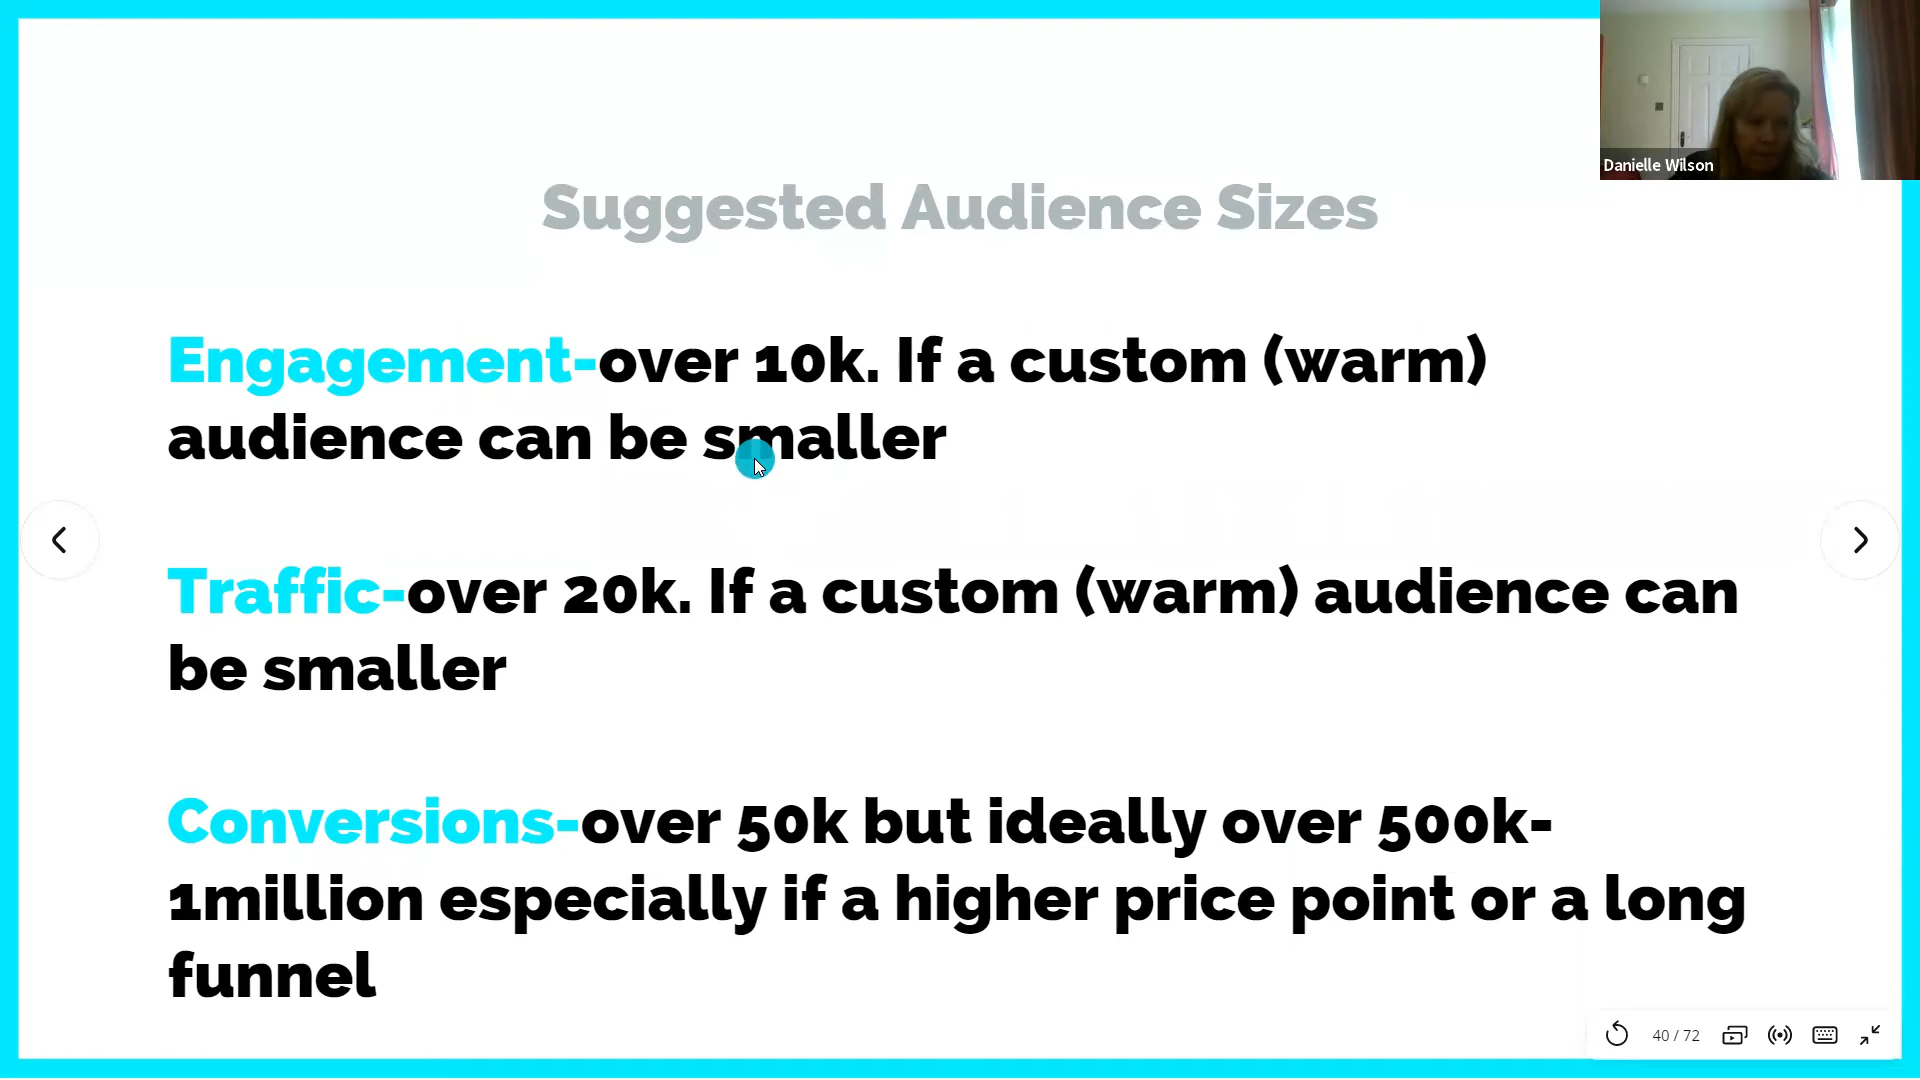 Danielle Wilson
Suggested Audience Sizes
Engagement-over 10k. If a custom (warm)
audience can be smaller
Traffic-over 20k. If a custom (warm) audience can
be smaller
Conversions-over 50k but ideally over 500k-
1million especially if a higher price point or a long
funnel
40 / 72